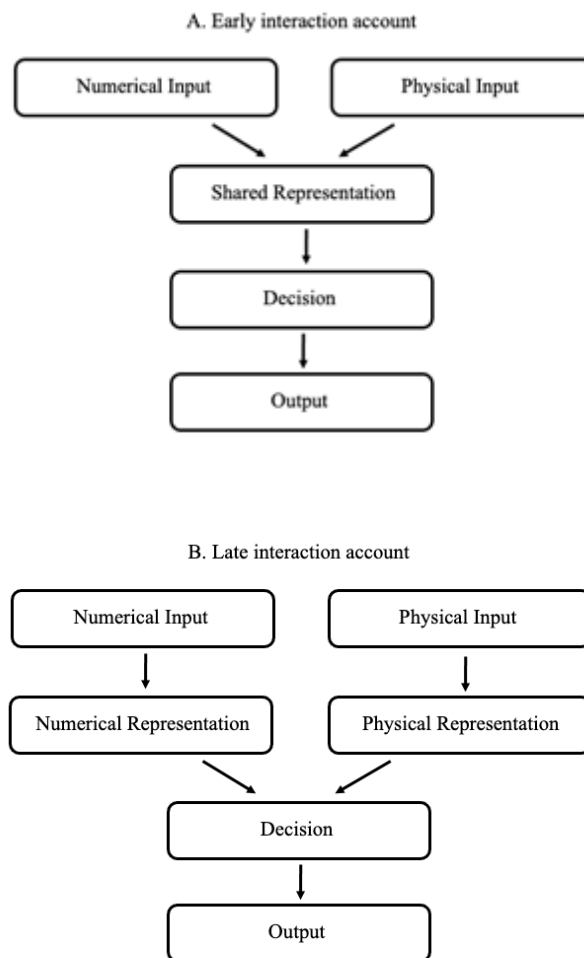 A. Early interaction account
Numerical Input
Physical Input
Shared Representation
Decision
Output
B. Late interaction account
Numerical Input
Physical Input
Numerical Representation
Physical Representation
Decision
Output